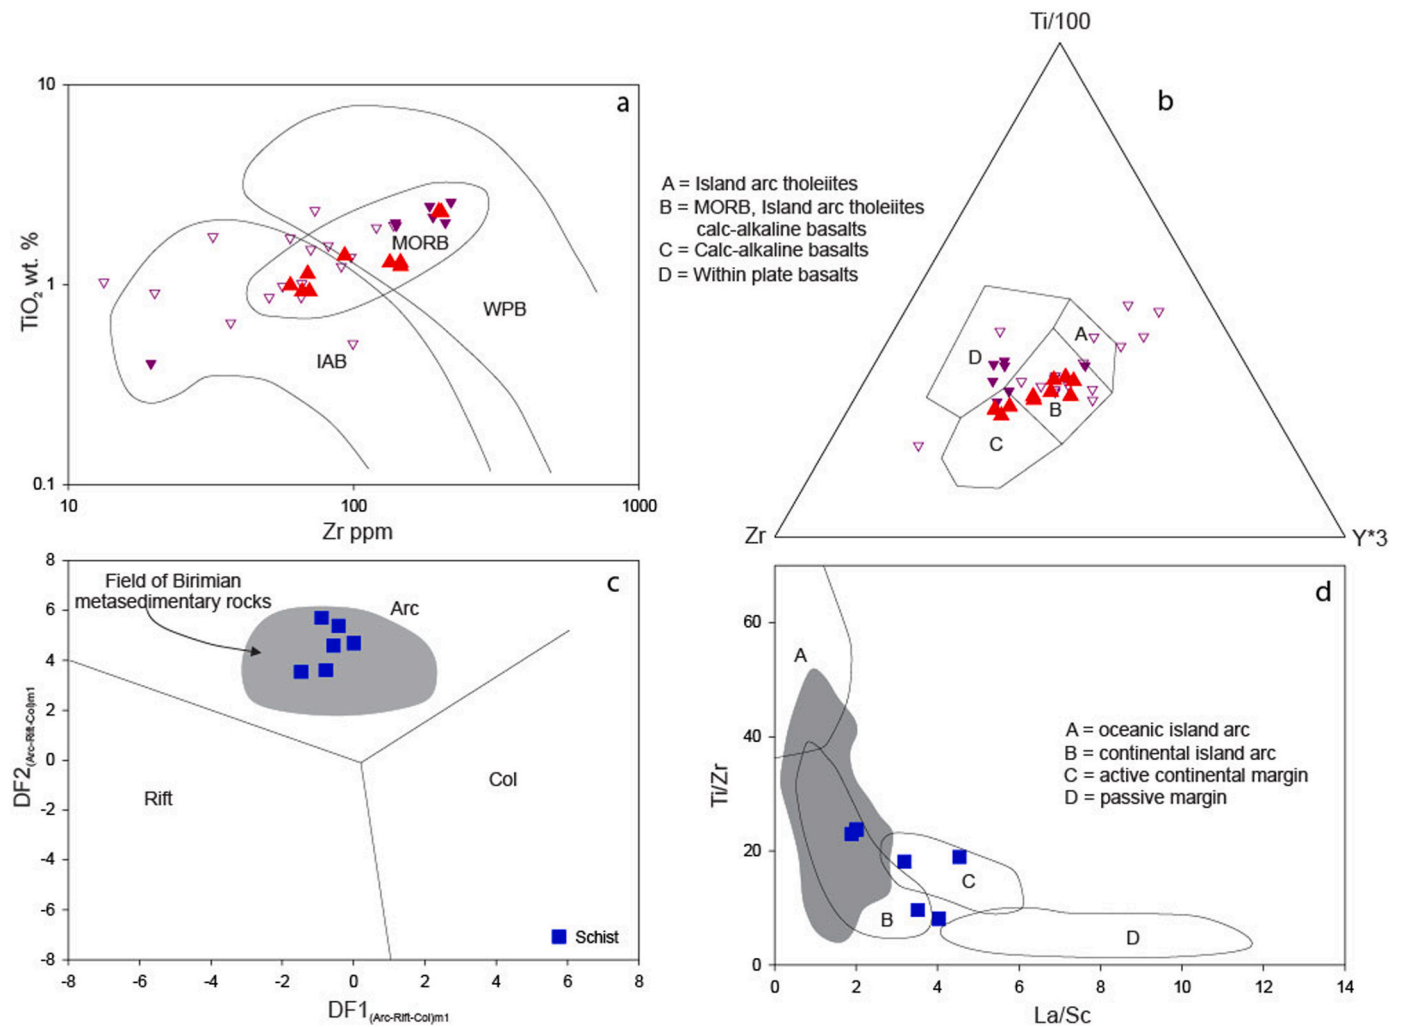 a
10
1
0.1
TiO2 wt. %
MORB
WPB
IAB
10
100
1000
Zr ppm
Ti/100
b
A = Island arc tholeiites
B = MORB, Island arc tholeiites
calc-alkaline basalts
C = Calc-alkaline basalts
D = Within plate basalts
A
D
B
C
Zr
Y*3
c
8
6
4
2
0
-2
-4
-6
-8
DF2(Arc-Rift-Col)m1
Field of Birimian
metasedimentary rocks
Arc
Rift
Col
Schist
-8
-6
-4
-2
0
2
4
6
8
DF1(Arc-Rift-Col)m1
d
60
40
20
0
Ti/Zr
A
A = oceanic island arc
B = continental island arc
C = active continental margin
D = passive margin
C
B
D
0
2
4
6
8
10
12
14
La/Sc